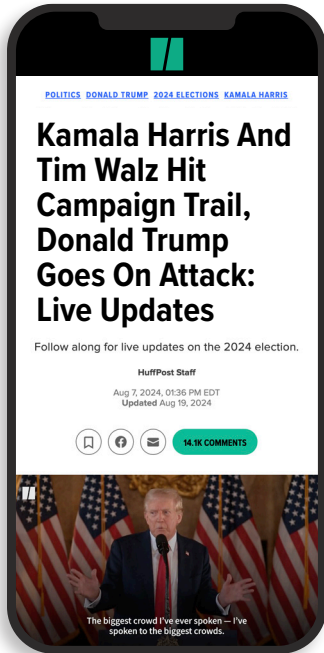 POLITICS DONALD TRUMP 2024 ELECTIONS KAMALA HARRIS
Kamala Harris And
Tim Walz Hit
Campaign Trail,
Donald Trump
Goes On Attack:
Live Updates
Follow along for live updates on the 2024 election.
HuffPost Staff
Aug 7, 2024, 01:36 PM EDT
Updated Aug 19, 2024
14.1K COMMENTS
The biggest crowd I've ever spoken — I've
spoken to the biggest crowds.